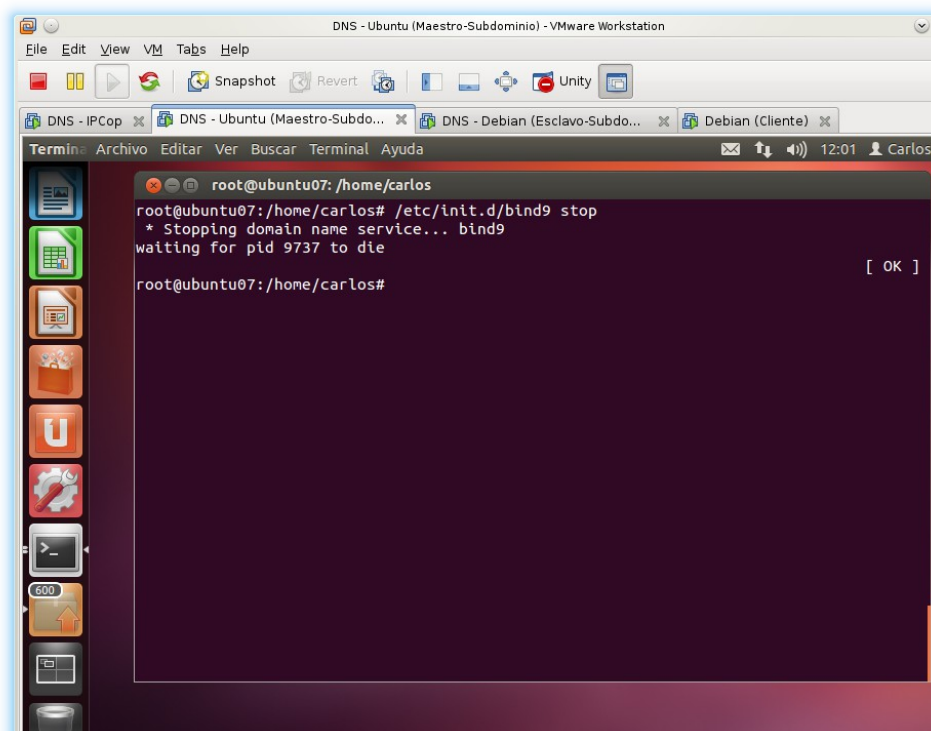 DNS - Ubuntu (Maestro-Subdominio) - VMware Workstation
File Edit View VM Tabs Help
Snapshot Revert Unity
DNS - IPCop DNS - Ubuntu (Maestro-Subdo... DNS - Debian (Esclavo-Subdo... Debian (Cliente)
Termina Archivo Editar Ver Buscar Terminal Ayuda 12:01 Carlos
root@ubuntu07: /home/carlos
root@ubuntu07:/home/carlos# /etc/init.d/bind9 stop
* Stopping domain name service... bind9
waiting for pid 9737 to die
[ OK ]
root@ubuntu07:/home/carlos#
>_
600